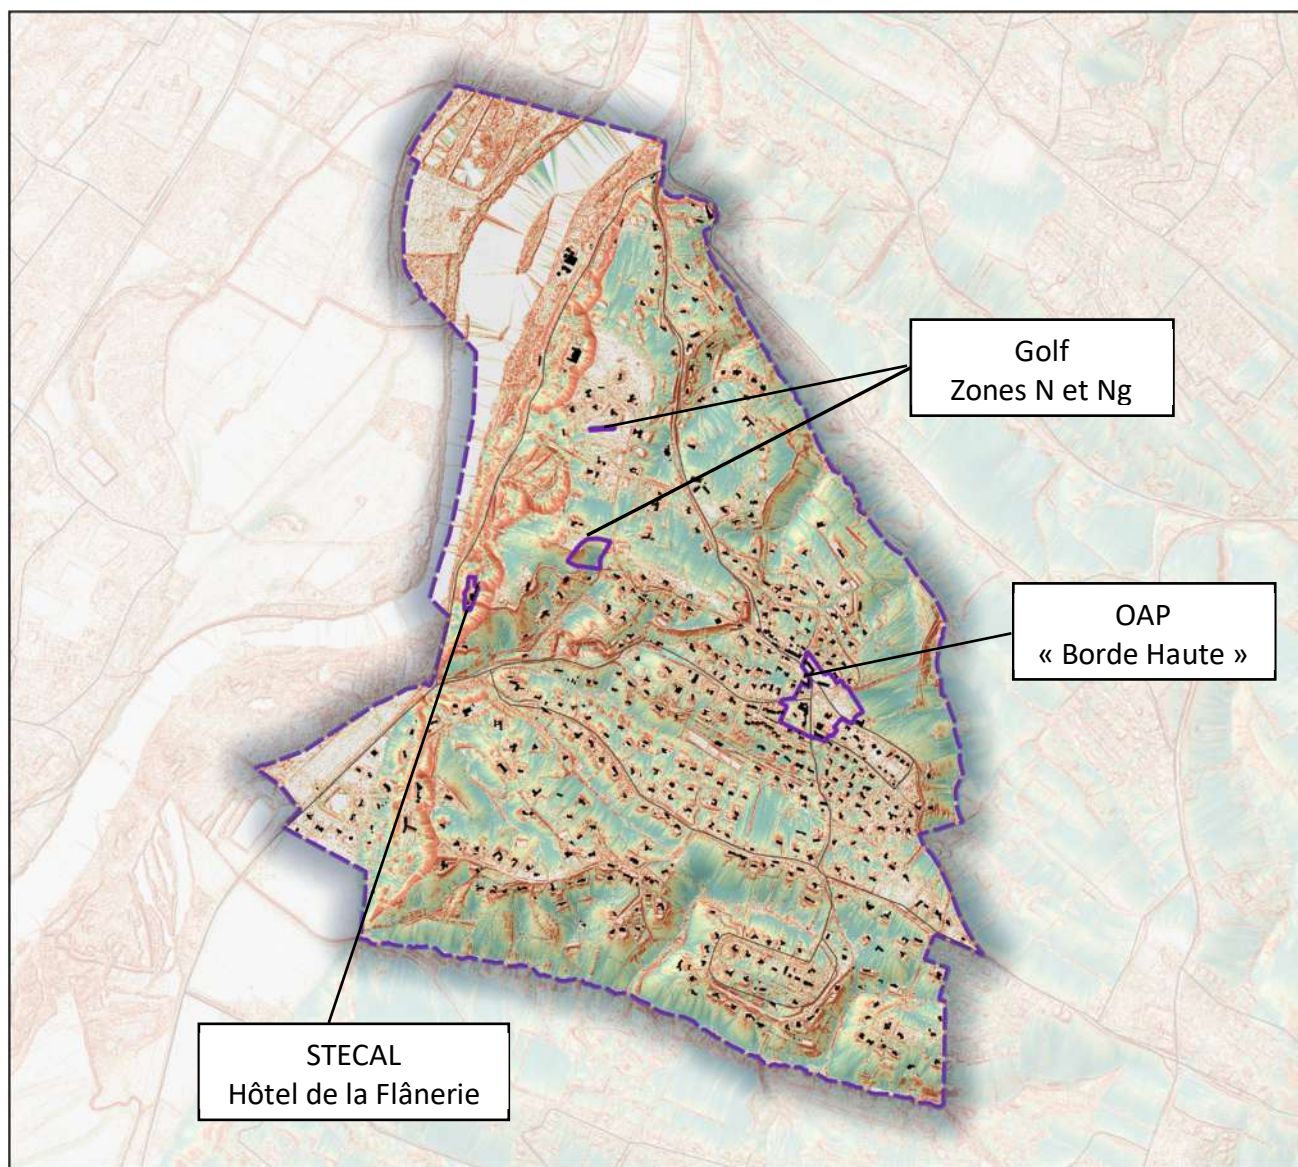 Golf
Zones N et Ng
OAP
« Borde Haute »
STECAL
Hôtel de la Flânerie